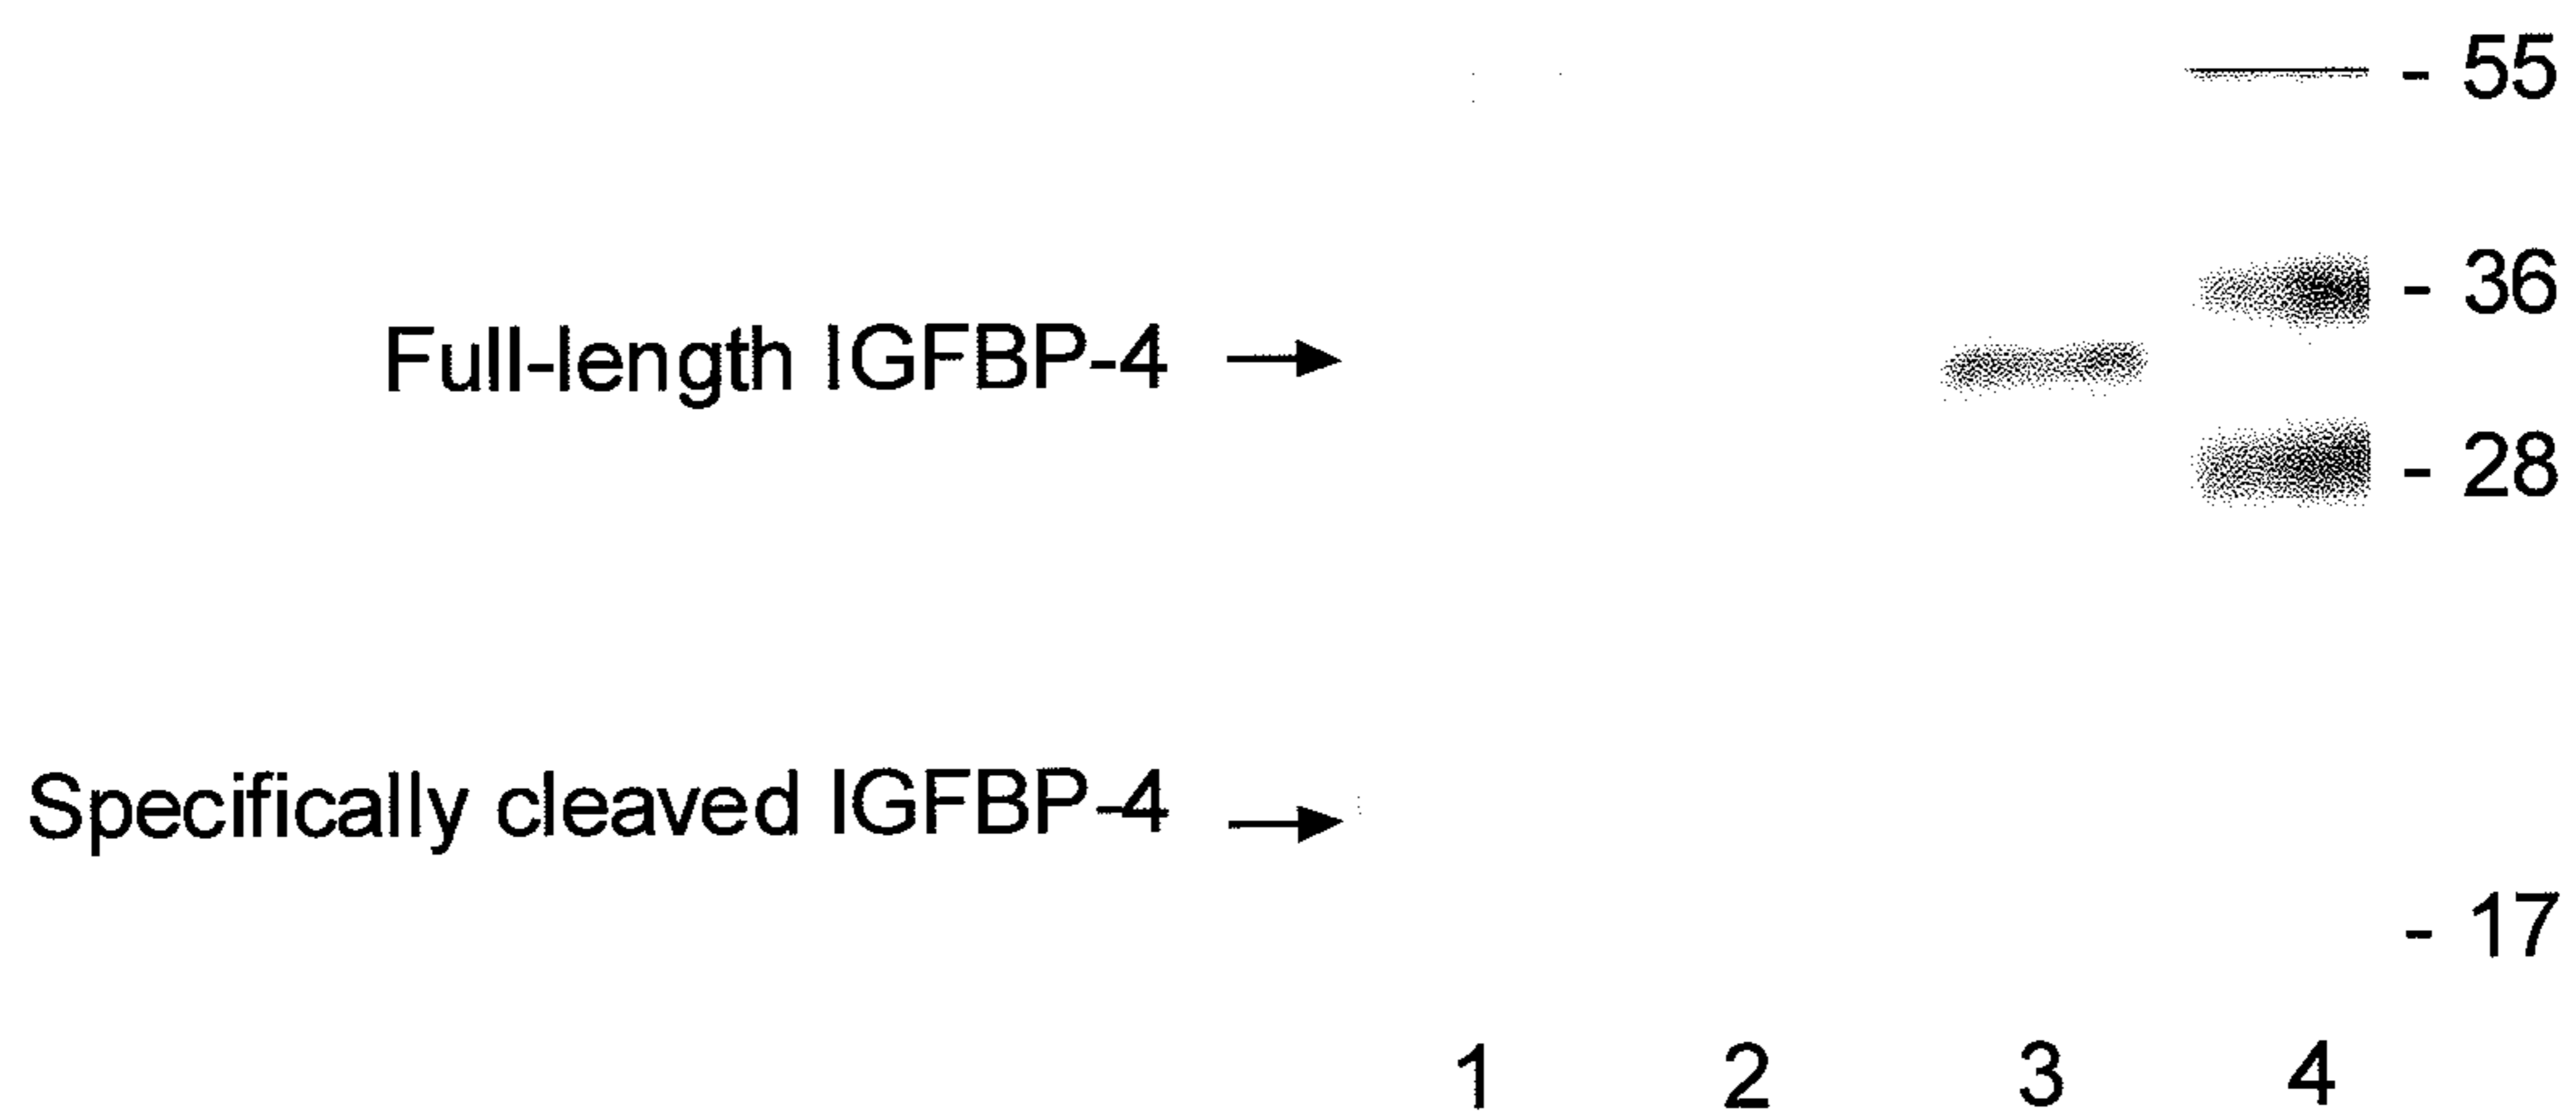 - 55
- 36
Full-length IGFBP-4
- 28
Specifically cleaved IGFBP-4
- 17
1 2 3 4